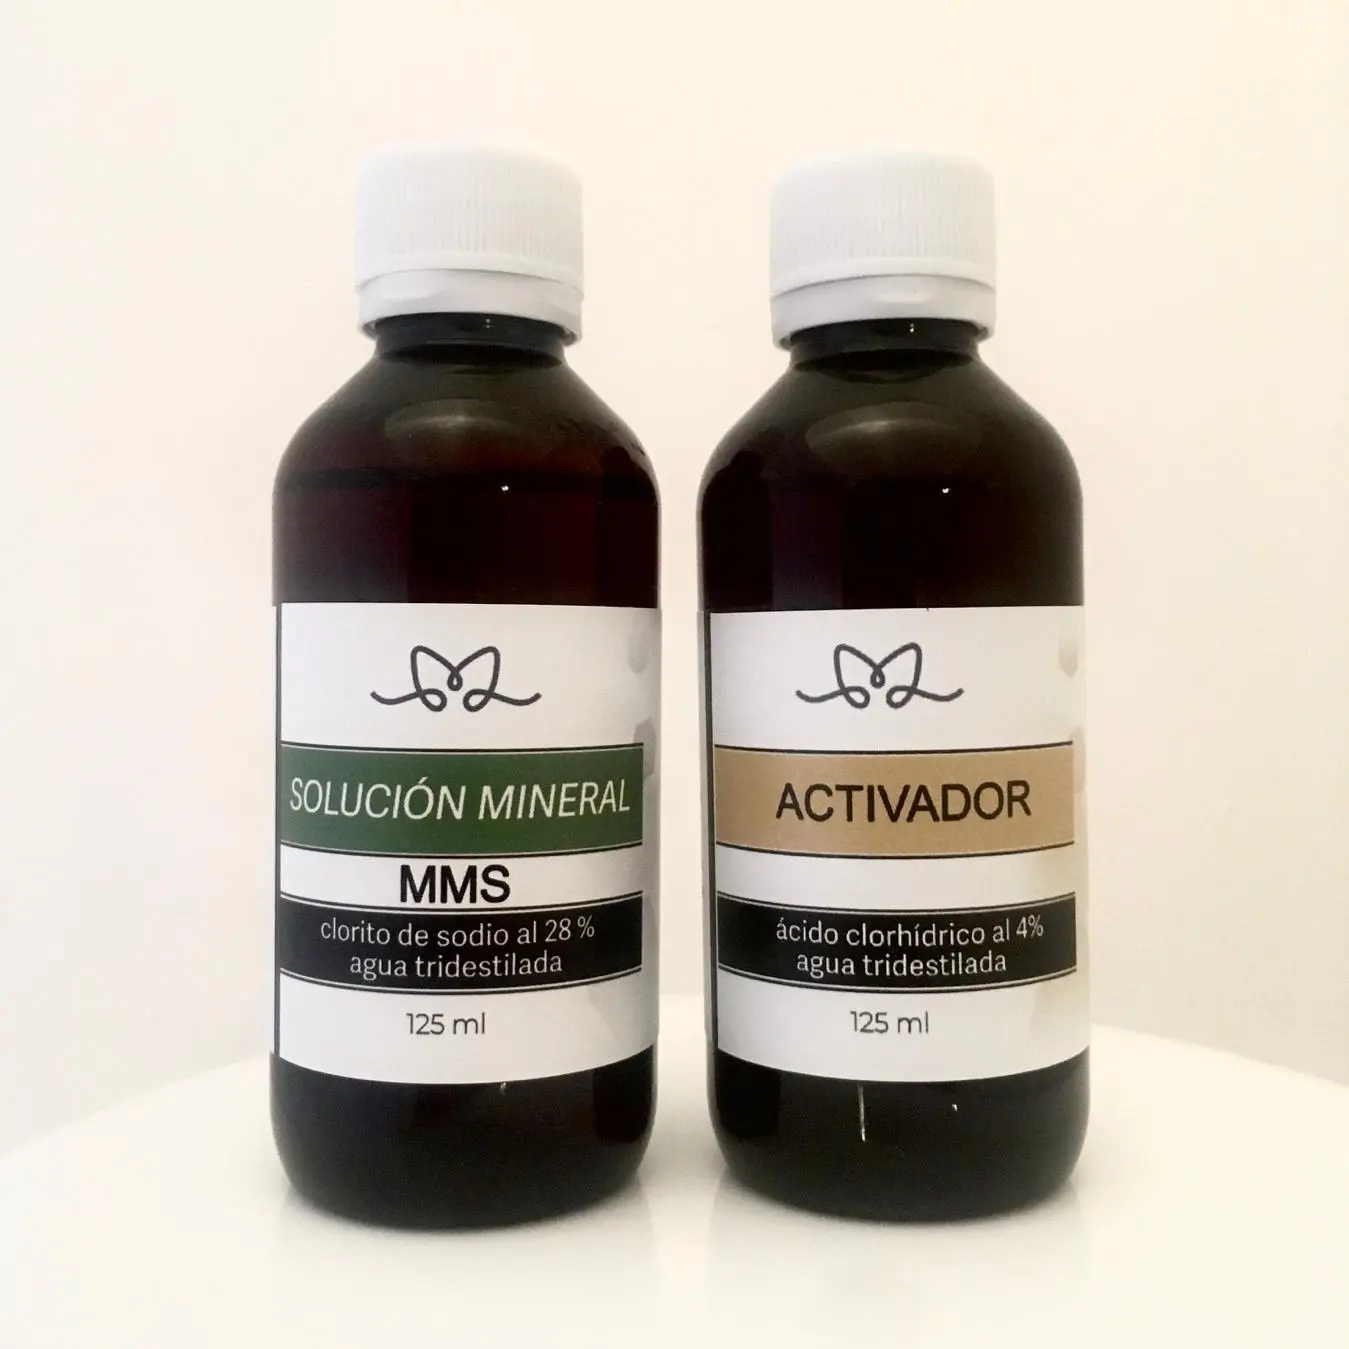 SOLUCIÓN MINERAL
MMS
clorito de sodio al 28 %
agua tridestilada
125 ml
ACTIVADOR
ácido clorhídrico al 4%
agua tridestilada
125 ml